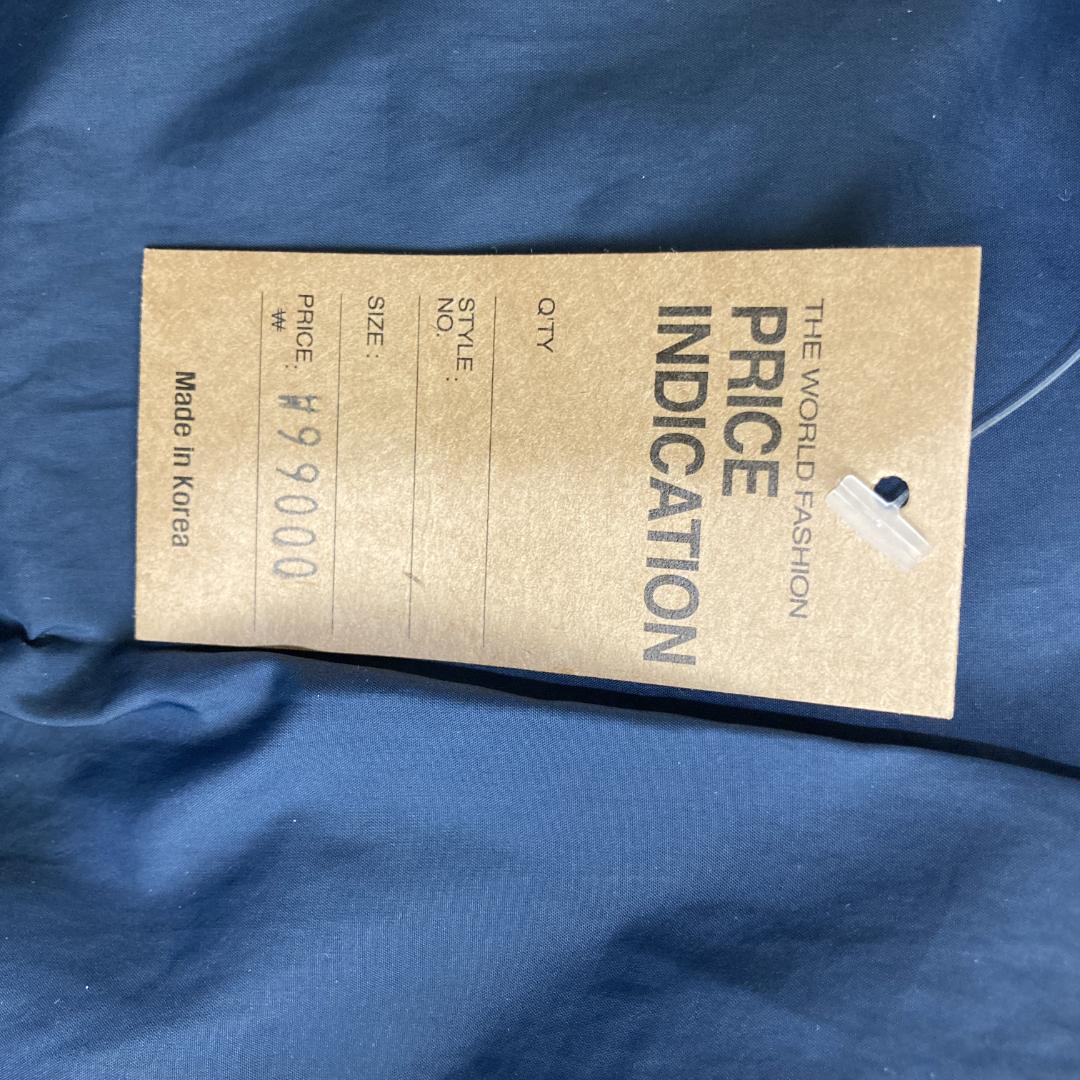 THE WORLD FASHION
PRICE
INDICATION
Q'TY
STYLE :
NO.
SIZE :
PRICE: ₩99000
₩
Made in Korea